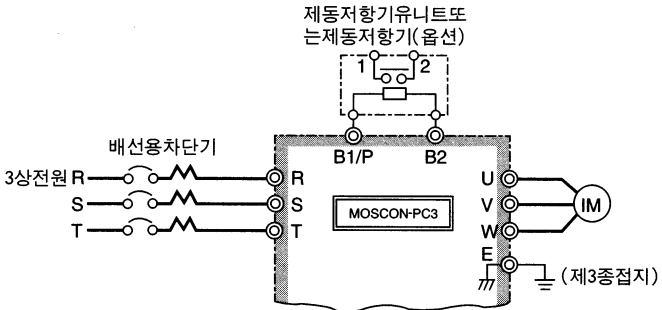 제동저항기유니트또
는제동저항기(옵션)
1 2
배선용차단기
B1/P B2
3상전원 R R U
S S MOSCON-PC3 V IM
T T W
E
(제3종접지)